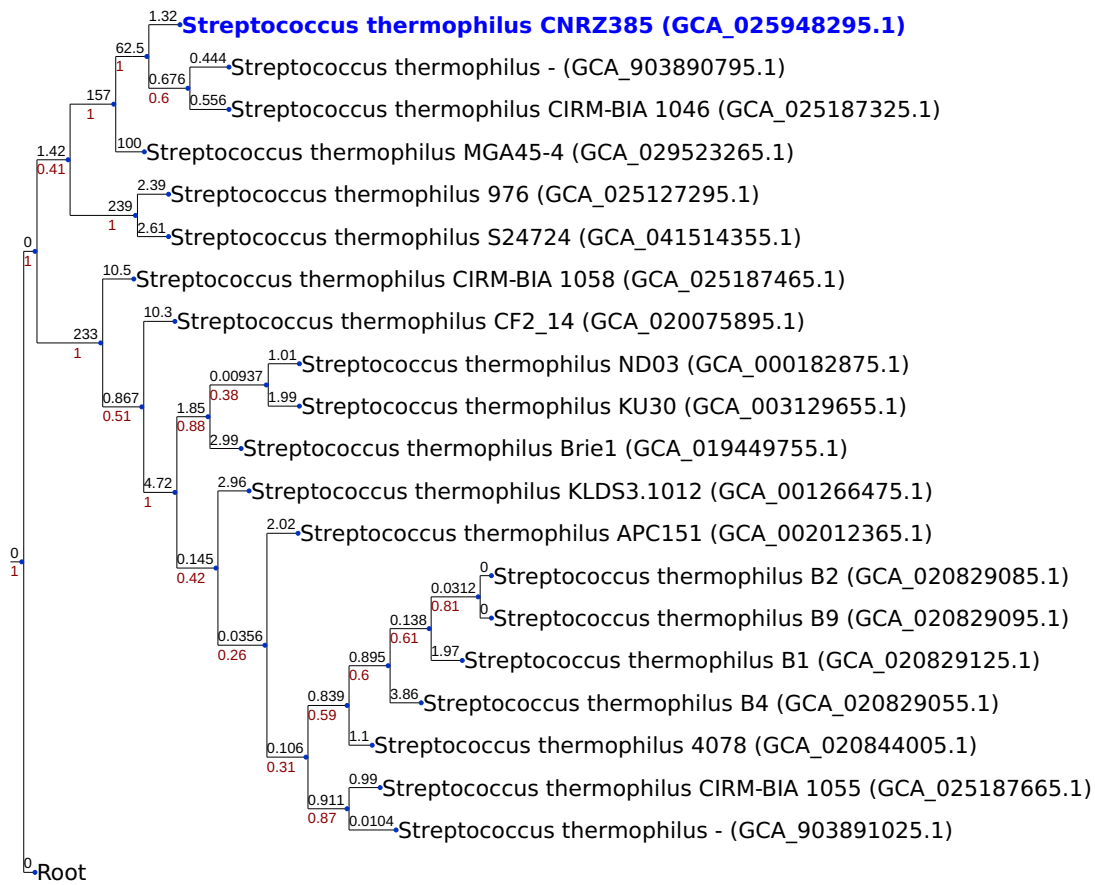 1.32
Streptococcus thermophilus CNRZ385 (GCA_025948295.1)
62.5
1
0.444
Streptococcus thermophilus - (GCA_903890795.1)
0.676
0.6
157
1
0.556
Streptococcus thermophilus CIRM-BIA 1046 (GCA_025187325.1)
1.42
0.41
100
Streptococcus thermophilus MGA45-4 (GCA_029523265.1)
2.39
Streptococcus thermophilus 976 (GCA_025127295.1)
239
1
2.61
Streptococcus thermophilus S24724 (GCA_041514355.1)
0
1
10.5
Streptococcus thermophilus CIRM-BIA 1058 (GCA_025187465.1)
10.3
Streptococcus thermophilus CF2_14 (GCA_020075895.1)
233
1
1.01
Streptococcus thermophilus ND03 (GCA_000182875.1)
0.00937
0.38
0.867
0.51
1.85
0.88
1.99
Streptococcus thermophilus KU30 (GCA_003129655.1)
2.99
Streptococcus thermophilus Brie1 (GCA_019449755.1)
4.72
1
2.96
Streptococcus thermophilus KLDS3.1012 (GCA_001266475.1)
2.02
Streptococcus thermophilus APC151 (GCA_002012365.1)
0
1
0.145
0.42
0
Streptococcus thermophilus B2 (GCA_020829085.1)
0.0312
0.81
0
Streptococcus thermophilus B9 (GCA_020829095.1)
0.138
0.61
0.0356
0.26
1.97
Streptococcus thermophilus B1 (GCA_020829125.1)
0.895
0.6
3.86
Streptococcus thermophilus B4 (GCA_020829055.1)
0.839
0.59
1.1
Streptococcus thermophilus 4078 (GCA_020844005.1)
0.106
0.31
0.99
Streptococcus thermophilus CIRM-BIA 1055 (GCA_025187665.1)
0.911
0.87
0.0104
Streptococcus thermophilus - (GCA_903891025.1)
0
Root